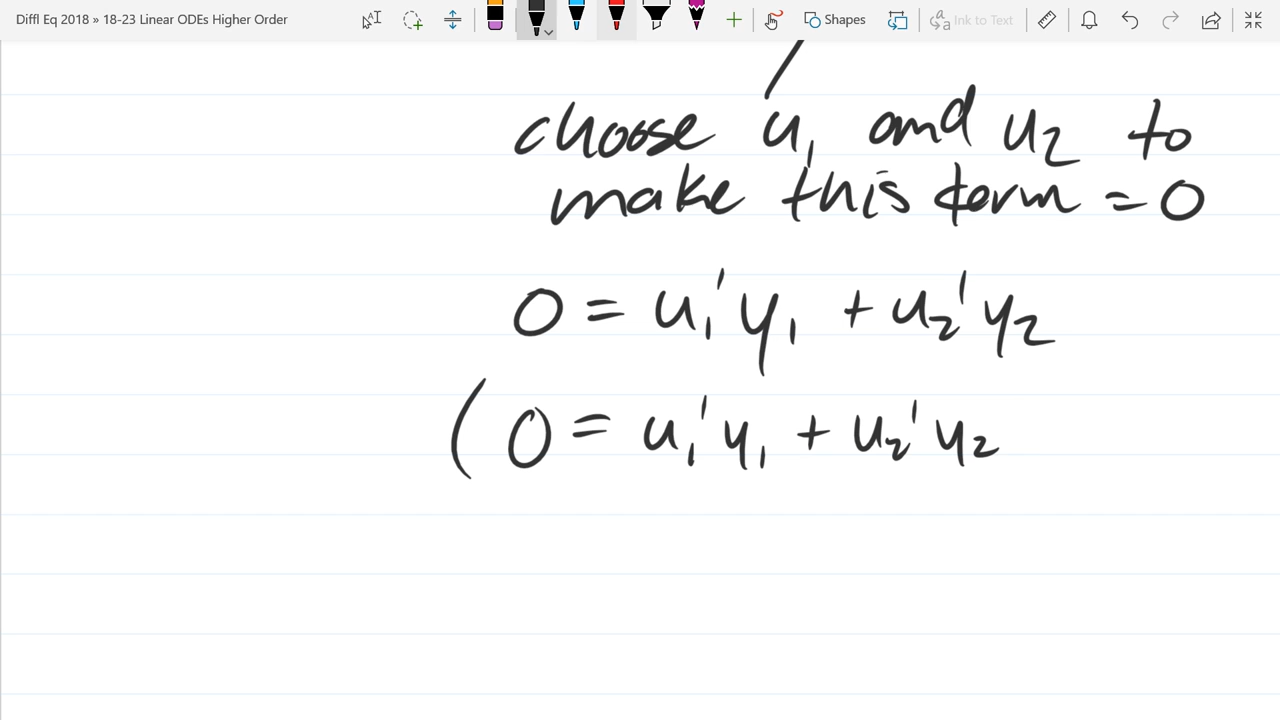 Diffl Eq 2018 » 18-23 Linear ODEs Higher Order
Shapes
Ink to Text
choose u₁ and u₂ to
make this term = 0
0 = u₁'y₁ + u₂'y₂
( 0 = u₁'y₁ + u₂'y₂